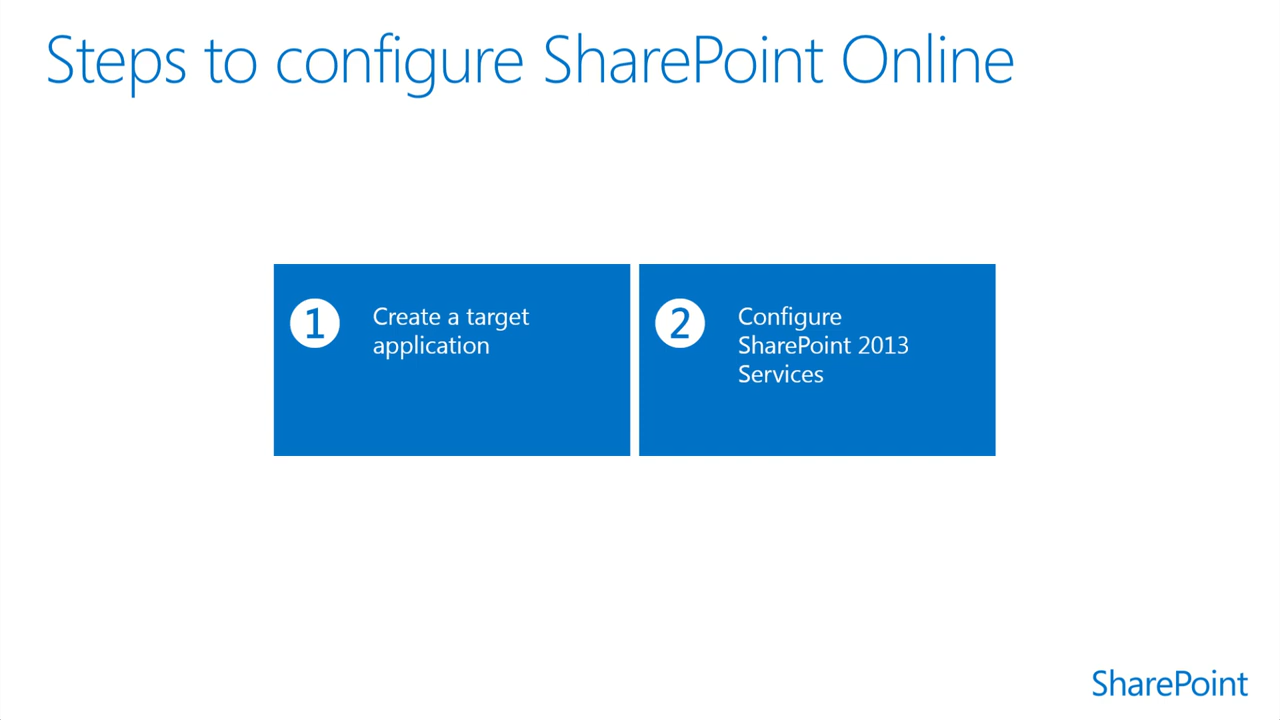 Steps to configure SharePoint Online
1
Create a target
application
2
Configure
SharePoint 2013
Services
SharePoint